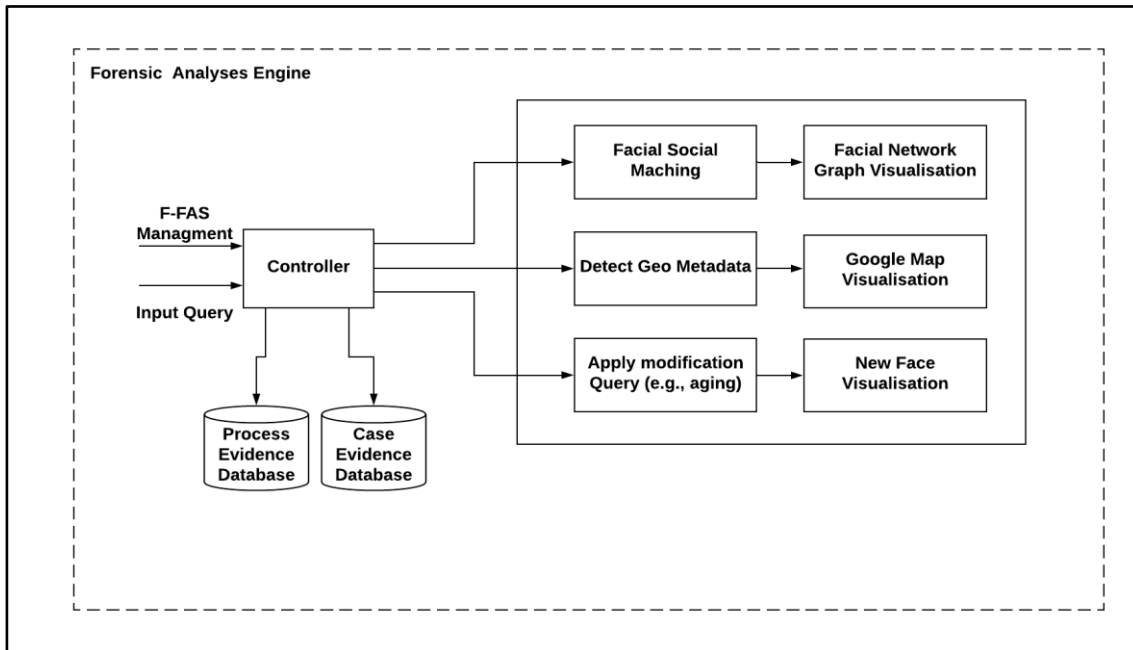 Forensic  Analyses Engine
Facial Social
Maching
Facial Network
Graph Visualisation
F-FAS
Managment
Controller
Input Query
Detect Geo Metadata
Google Map
Visualisation
Apply modification
Query (e.g., aging)
New Face
Visualisation
Process
Evidence
Database
Case
Evidence
Database